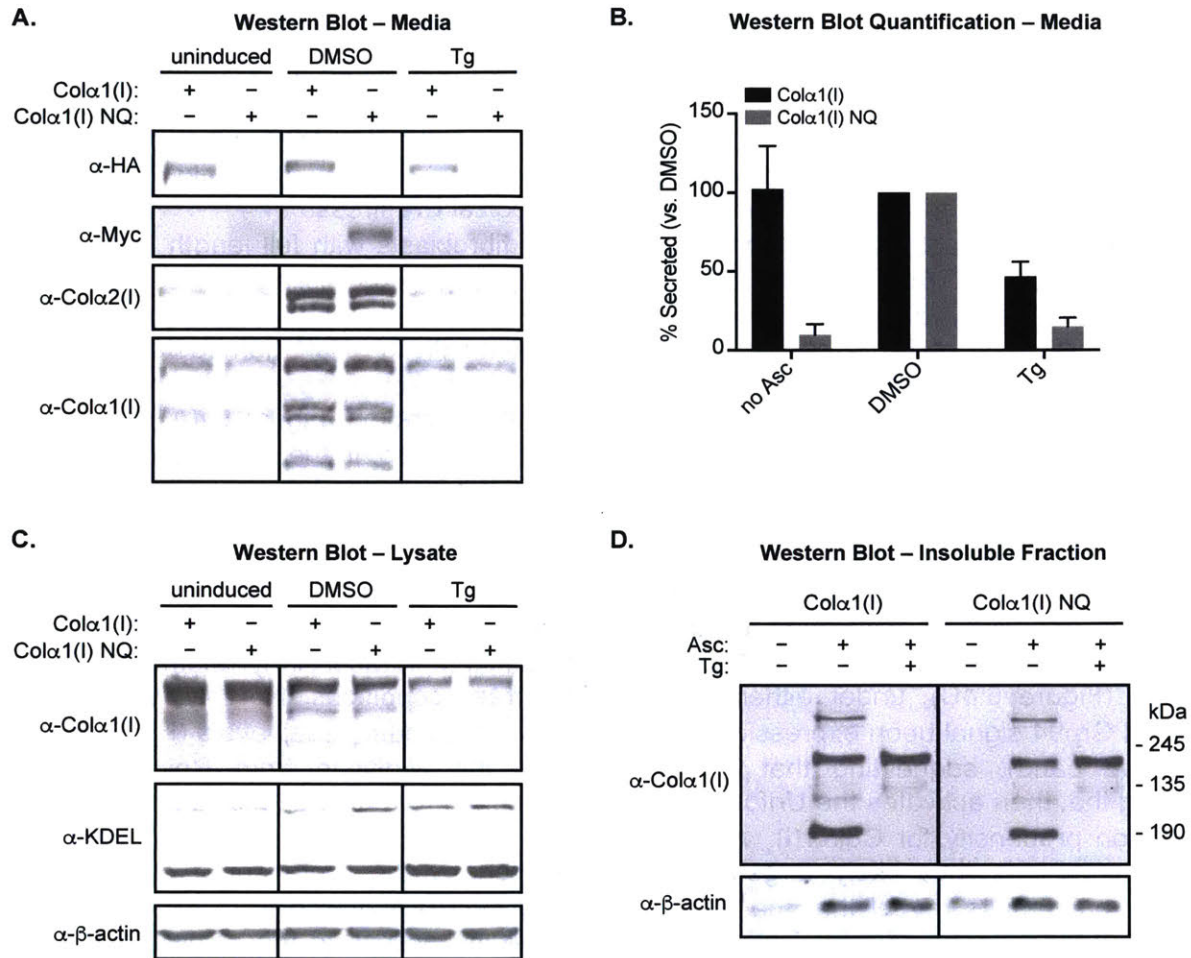 A.
Western Blot – Media
uninduced DMSO Tg
Colα1(I): + – + – + –
Colα1(I) NQ: – + – + – +
α-HA
α-Myc
α-Colα2(I)
α-Colα1(I)
B.
Western Blot Quantification – Media
Colα1(I)
Colα1(I) NQ
% Secreted (vs. DMSO)
150
100
50
0
no Asc DMSO Tg
C.
Western Blot – Lysate
uninduced DMSO Tg
Colα1(I): + – + – + –
Colα1(I) NQ: – + – + – +
α-Colα1(I)
α-KDEL
α-β-actin
D.
Western Blot – Insoluble Fraction
Colα1(I) Colα1(I) NQ
Asc: – + + – + +
Tg: – – + – – +
α-Colα1(I)
kDa
- 245
- 135
- 190
α-β-actin